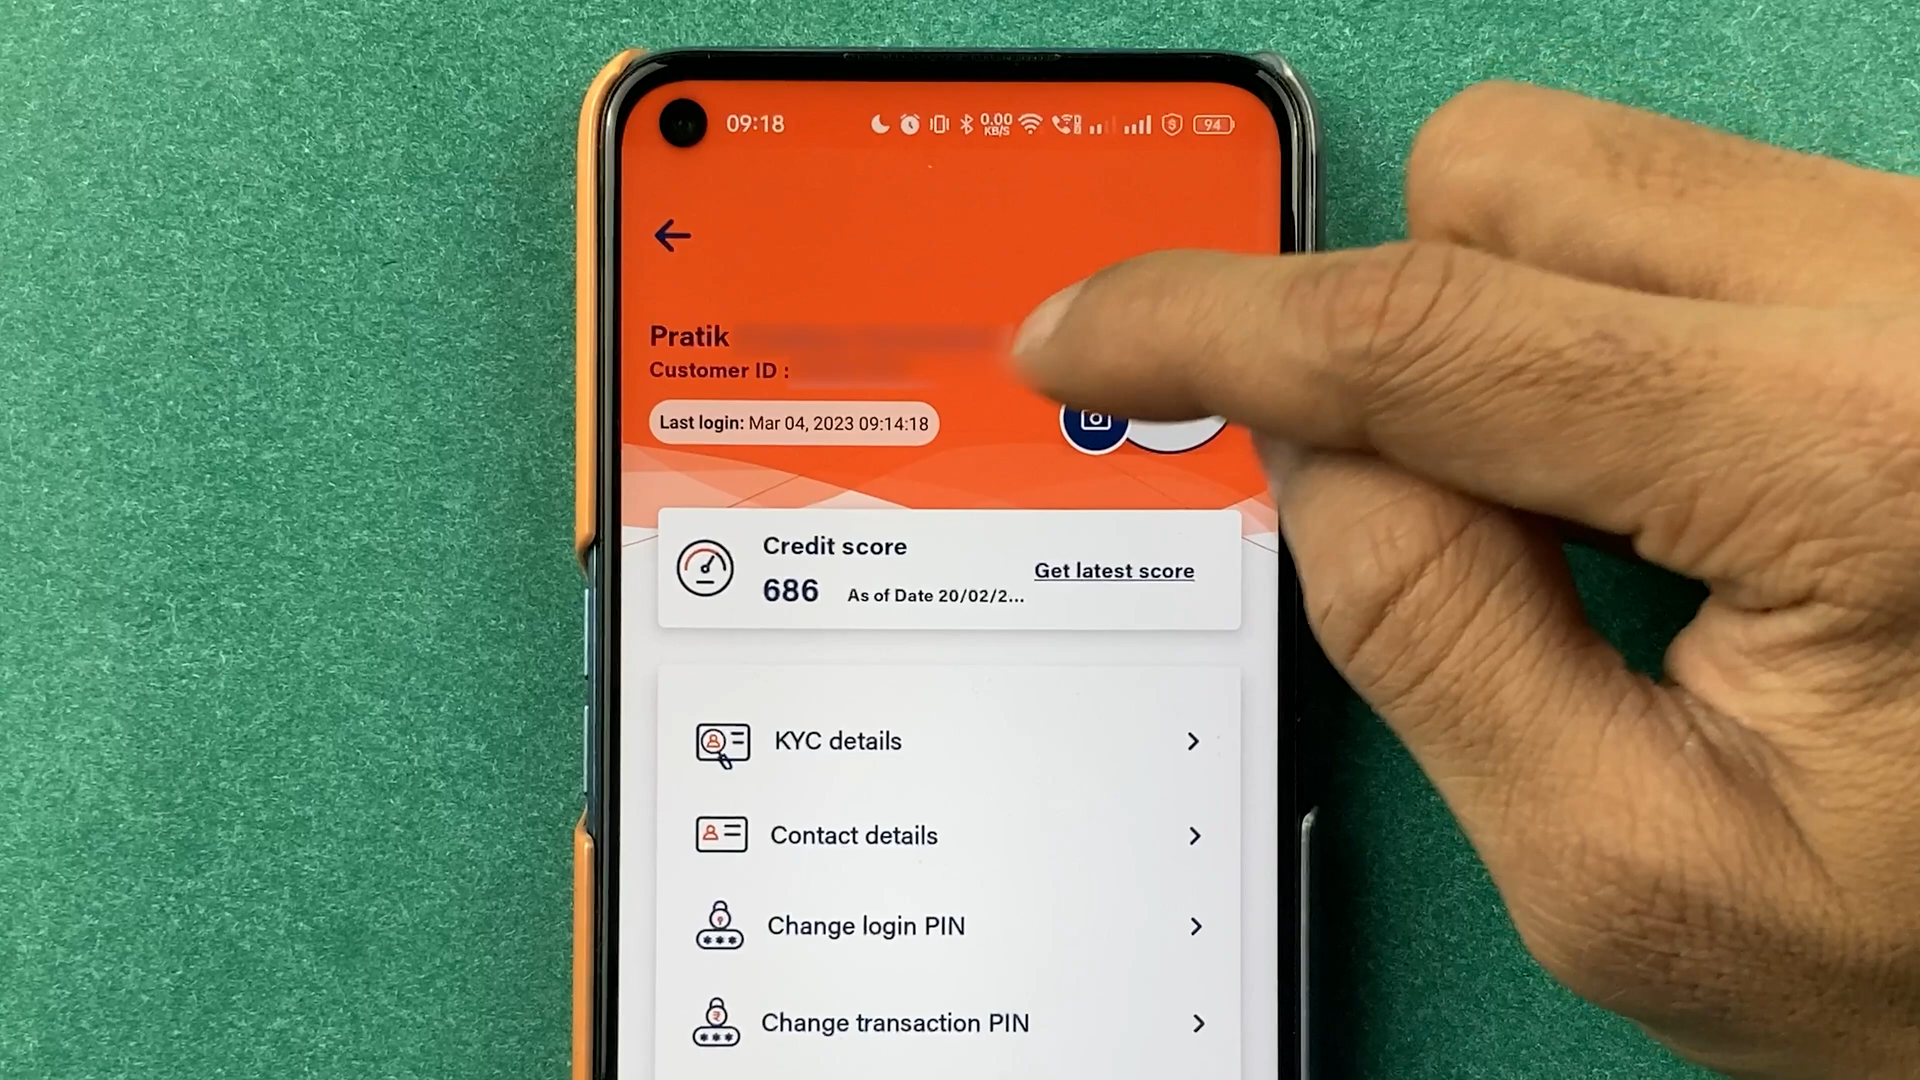 09:18
0.00
KB/S
94
Pratik
Customer ID :
Last login: Mar 04, 2023 09:14:18
Credit score
686 As of Date 20/02/2...
Get latest score
KYC details
Contact details
Change login PIN
Change transaction PIN